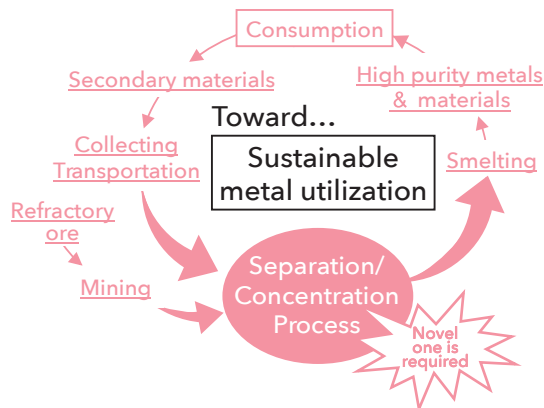 Consumption
Secondary materials
High purity metals
& materials
Toward...
Collecting
Transportation
Sustainable
metal utilization
Smelting
Refractory
ore
Mining
Separation/
Concentration
Process
Novel
one is
required